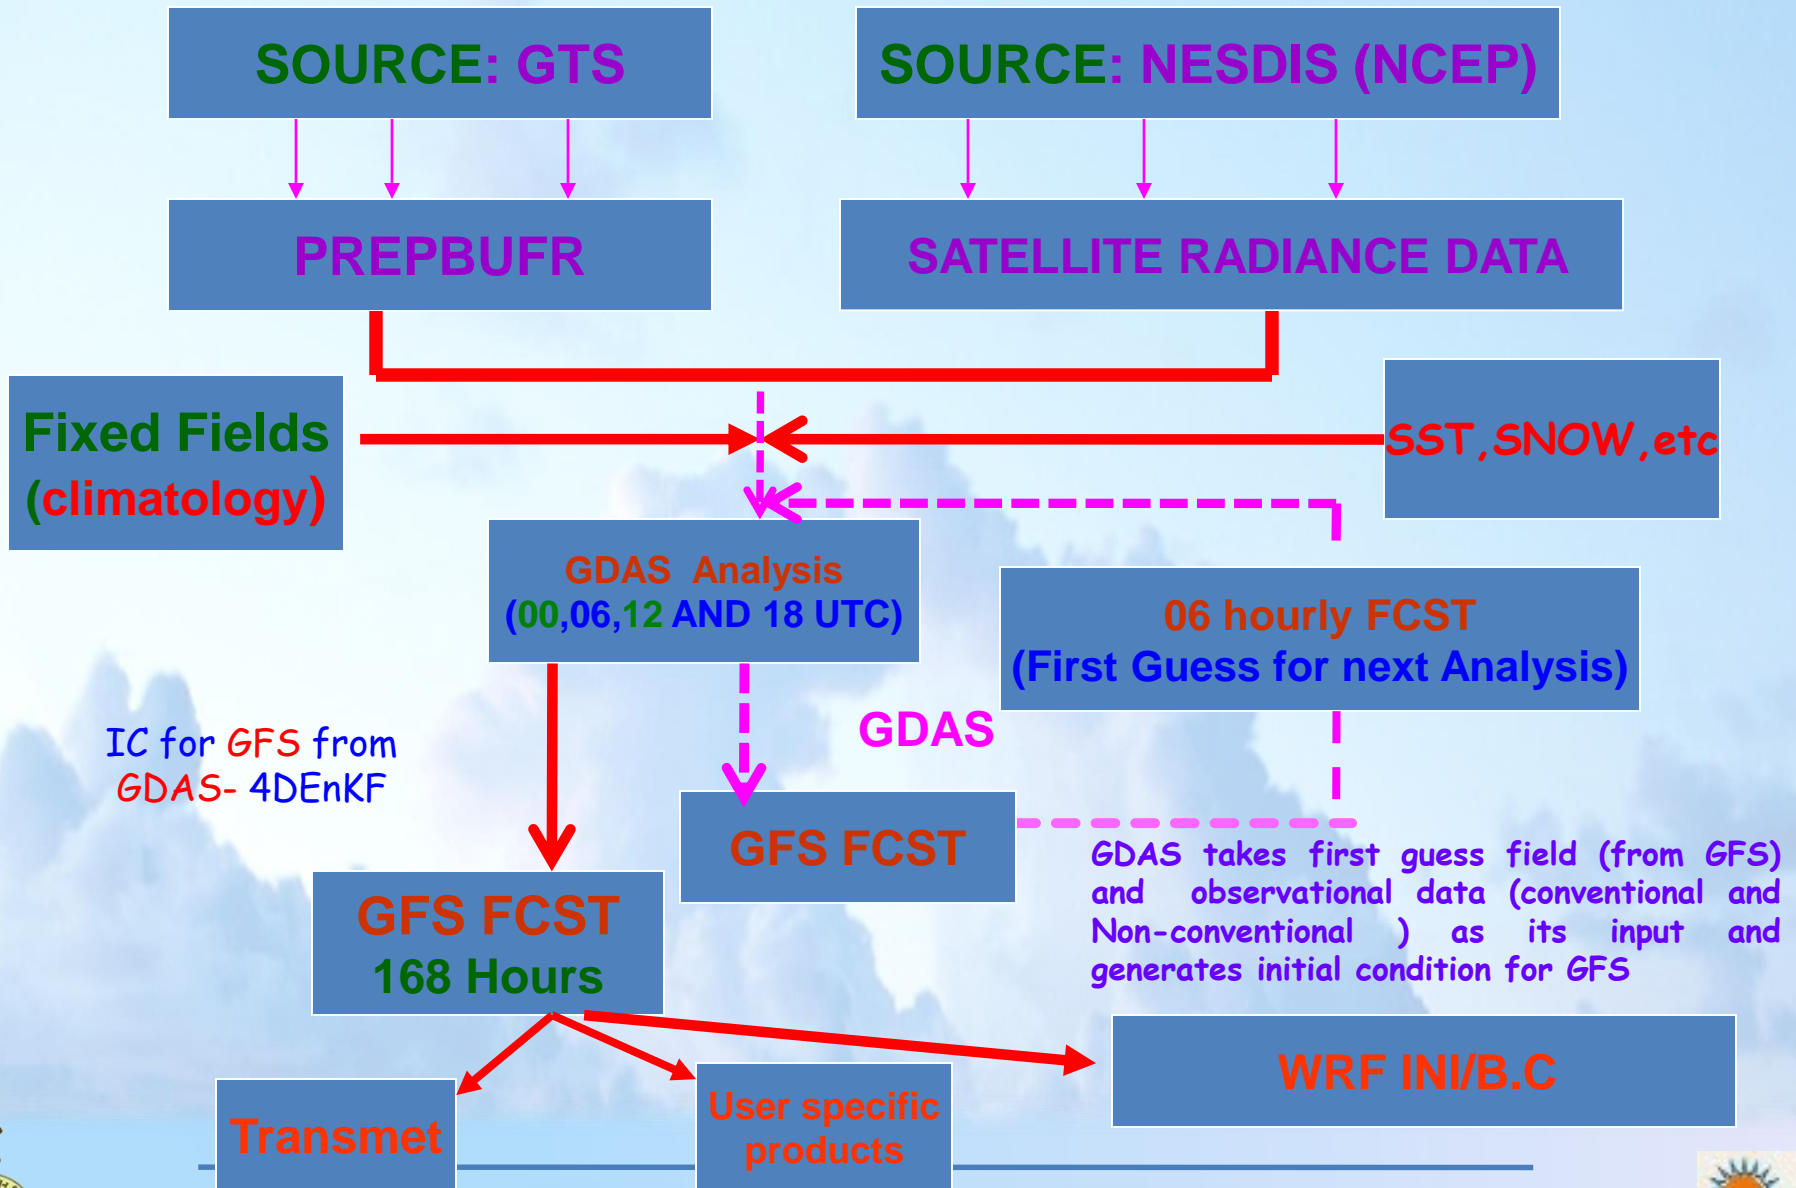 SOURCE: GTS
SOURCE: NESDIS (NCEP)
PREPBUFR
SATELLITE RADIANCE DATA
Fixed Fields
(climatology)
SST,SNOW,etc
GDAS Analysis
(00,06,12 AND 18 UTC)
06 hourly FCST
(First Guess for next Analysis)
IC for GFS from
GDAS- 4DEnKF
GDAS
GFS FCST
GDAS takes first guess field (from GFS)
and observational data (conventional and
Non-conventional ) as its input and
generates initial condition for GFS
GFS FCST
168 Hours
WRF INI/B.C
Transmet
User specific
products